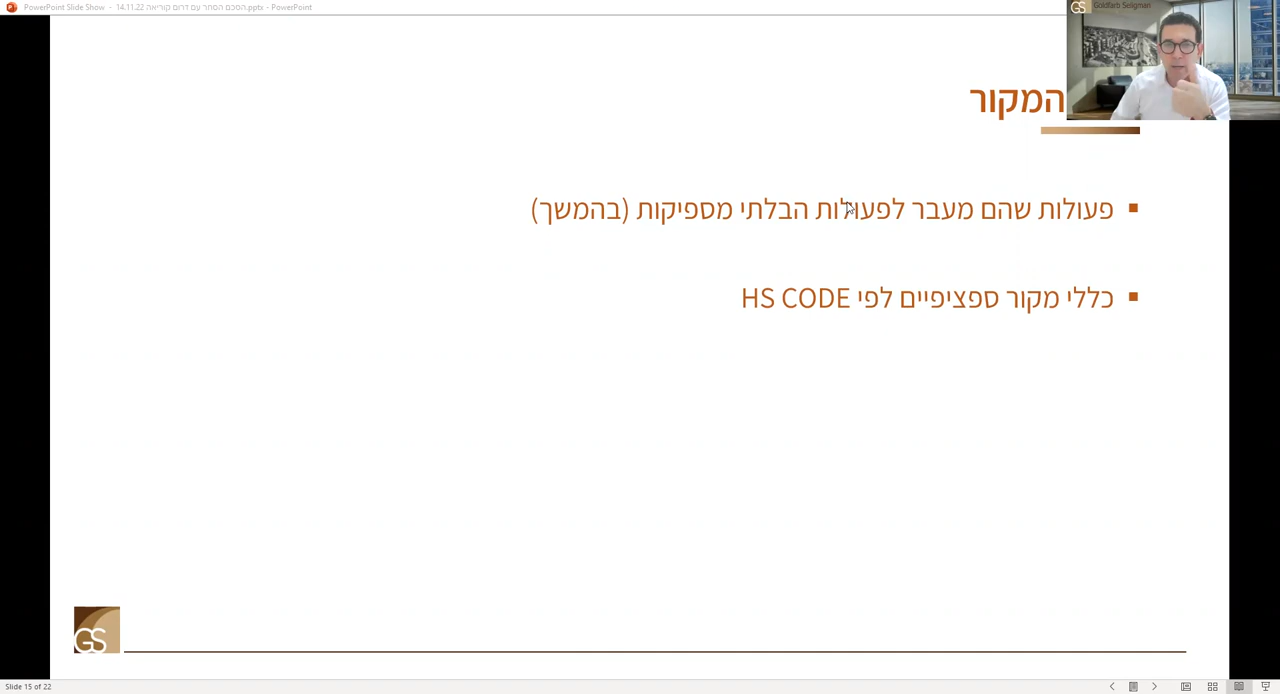 PowerPoint Slide Show - 14.11.22 הסכם הסחר עם דרום קוריאה.pptx - PowerPoint
GS Goldfarb Seligman
המקור
פעולות שהם מעבר לפעולות הבלתי מספיקות (בהמשך)
כללי מקור ספציפיים לפי HS CODE
GS
Slide 15 of 22